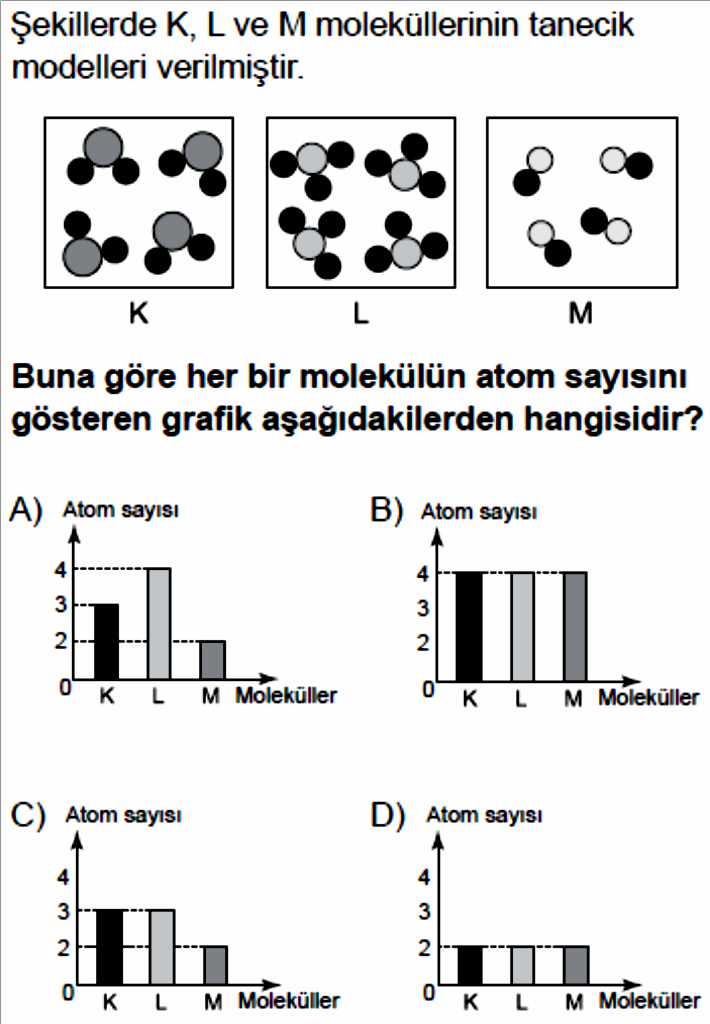 Şekillerde K, L ve M moleküllerinin tanecik
modelleri verilmiştir.
K L M
Buna göre her bir molekülün atom sayısını
gösteren grafik aşağıdakilerden hangisidir?
A) Atom sayısı
4
3
2
0
K L M Moleküller
B) Atom sayısı
4
3
2
0
K L M Moleküller
C) Atom sayısı
4
3
2
0
K L M Moleküller
D) Atom sayısı
4
3
2
0
K L M Moleküller